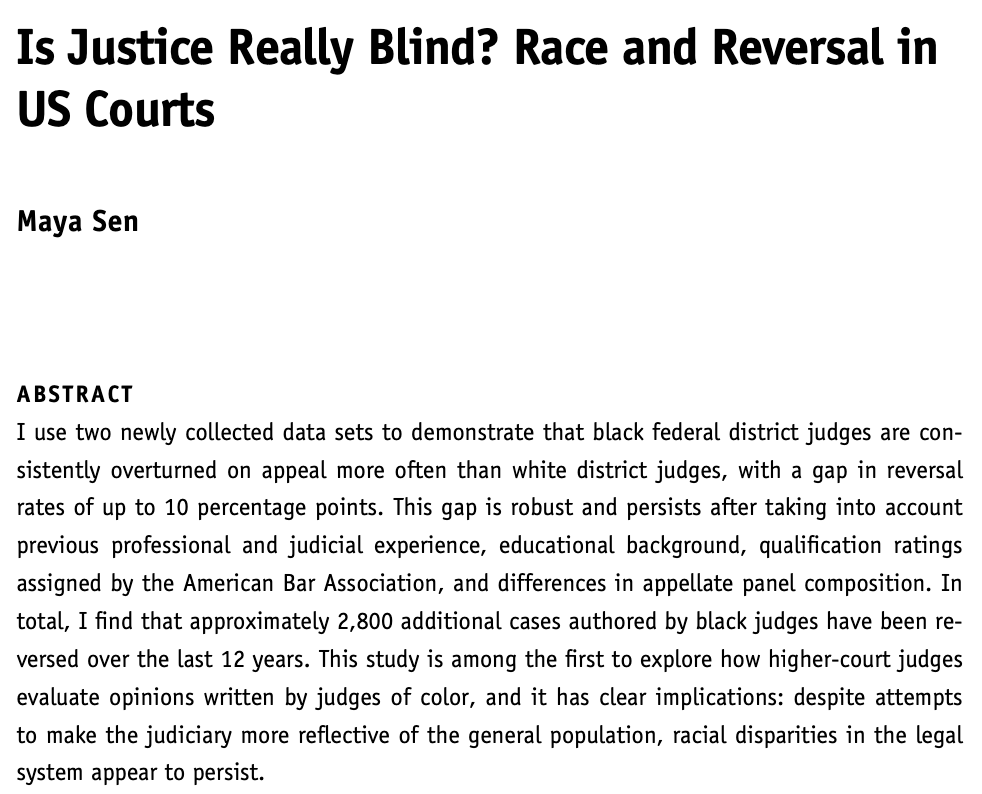 Is Justice Really Blind? Race and Reversal in
US Courts
Maya Sen
ABSTRACT
I use two newly collected data sets to demonstrate that black federal district judges are con-
sistently overturned on appeal more often than white district judges, with a gap in reversal
rates of up to 10 percentage points. This gap is robust and persists after taking into account
previous professional and judicial experience, educational background, qualification ratings
assigned by the American Bar Association, and differences in appellate panel composition. In
total, I find that approximately 2,800 additional cases authored by black judges have been re-
versed over the last 12 years. This study is among the first to explore how higher-court judges
evaluate opinions written by judges of color, and it has clear implications: despite attempts
to make the judiciary more reflective of the general population, racial disparities in the legal
system appear to persist.